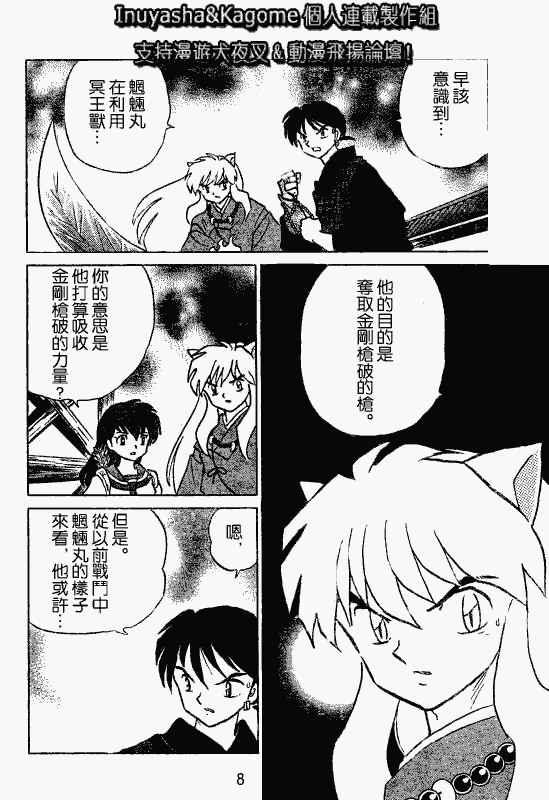 Inuyasha&Kagome 個人連載製作組
支持漫遊犬夜叉 & 動漫飛揚論壇!
早該
意識到…
魍魎丸
在利用
冥王獸…
他的目的是
奪取金剛槍破的槍。
你的意思是
他打算吸收
金剛槍破的力量?
嗯,
但是。
從以前戰鬥中
魍魎丸的樣子
來看,他或許…
8